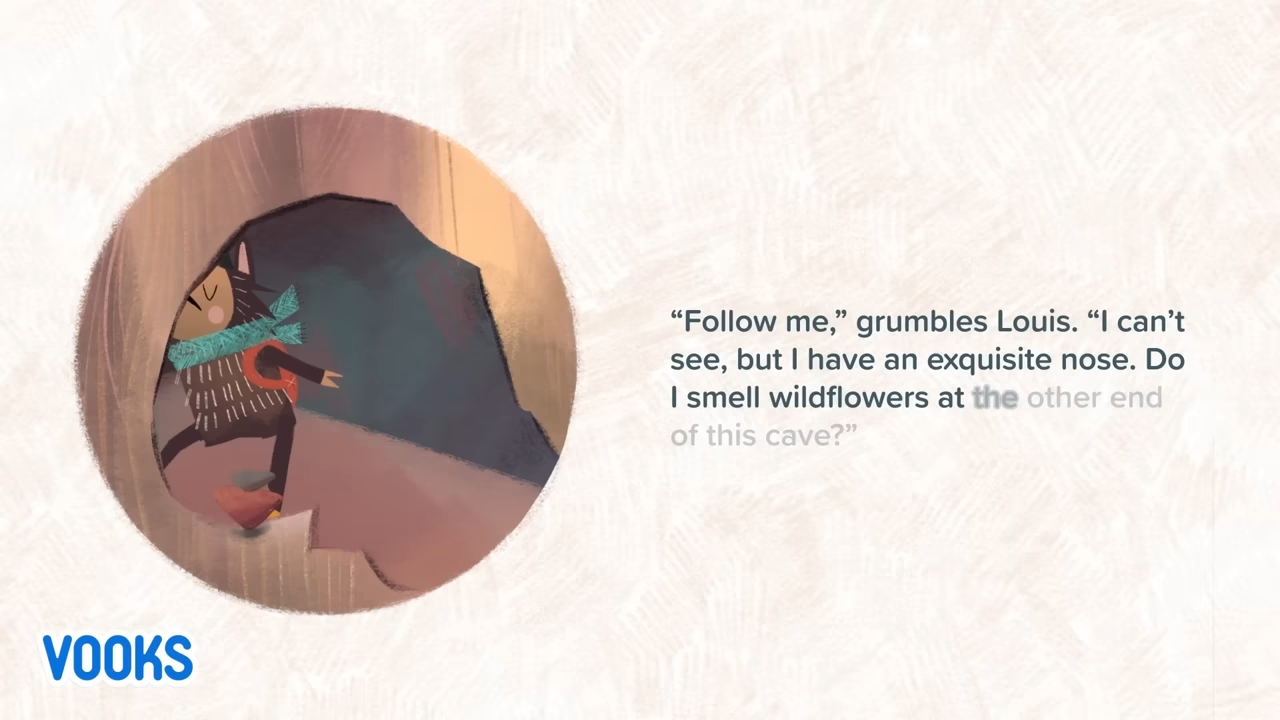 “Follow me,” grumbles Louis. “I can’t
see, but I have an exquisite nose. Do
I smell wildflowers at the other end
of this cave?”
VOOKS